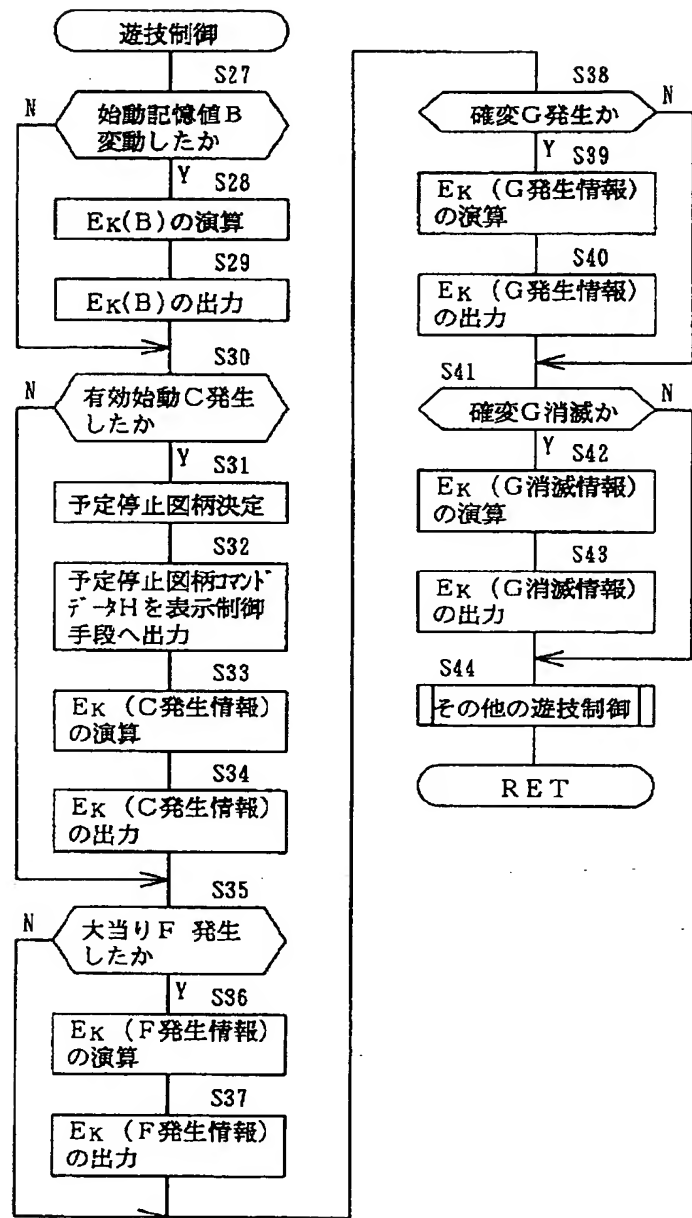 遊技制御
S27
N
始動記憶値B
変動したか
Y
S28
EK(B)の演算
S29
EK(B)の出力
S30
N
有効始動C発生
したか
Y
S31
予定停止図柄決定
S32
予定停止図柄コマンド
データHを表示制御
手段へ出力
S33
EK(C発生情報)
の演算
S34
EK(C発生情報)
の出力
S35
N
大当りF 発生
したか
Y
S36
EK(F発生情報)
の演算
S37
EK(F発生情報)
の出力
S38
N
確変G発生か
Y
S39
EK(G発生情報)
の演算
S40
EK(G発生情報)
の出力
S41
N
確変G消滅か
Y
S42
EK(G消滅情報)
の演算
S43
EK(G消滅情報)
の出力
S44
その他の遊技制御
RET